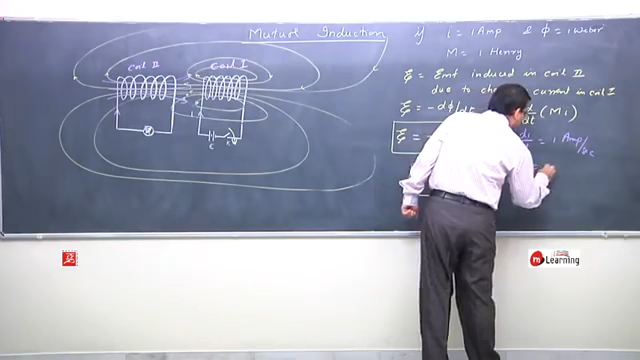 Mutual Induction
if i = 1 Amp & ϕ = 1 Weber
M = 1 Henry
Coil II
Coil I
ξ = Emf induced in coil II
due to change current in coil I
ξ = -dϕ/dt
d/dt (Mi)
ξ = -
di = 1 Amp/sec
K
m Learning